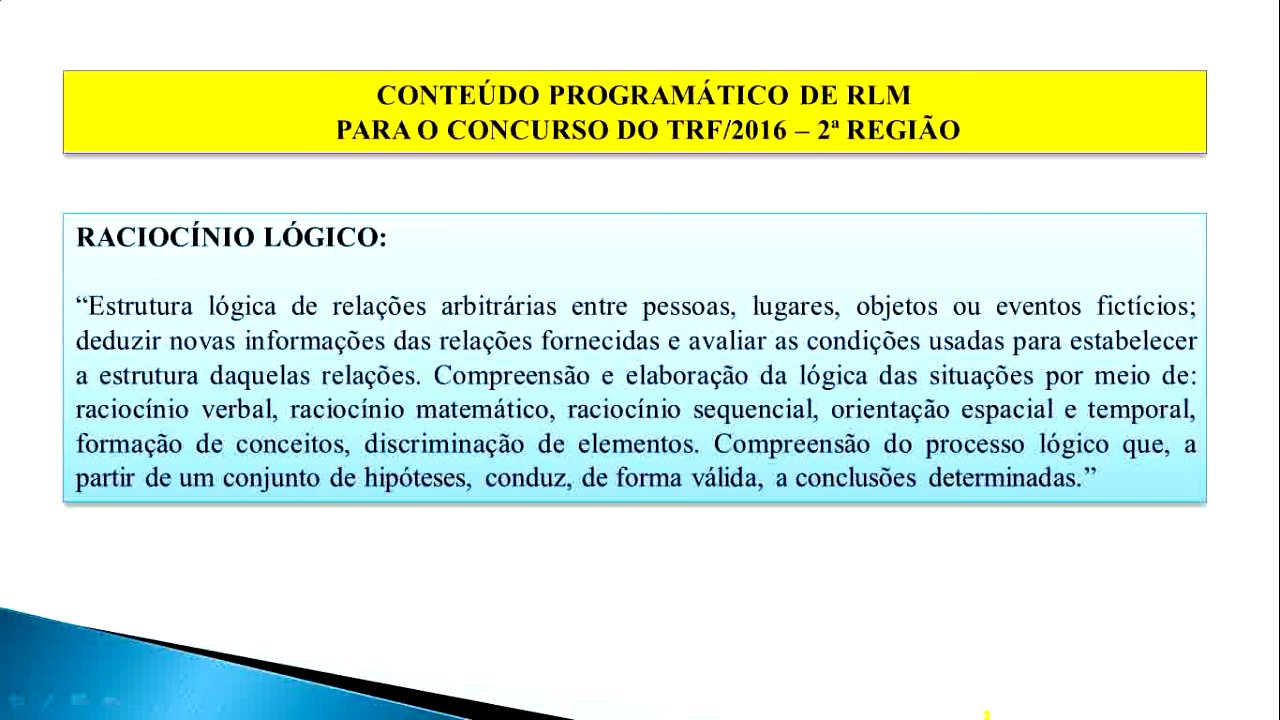 CONTEÚDO PROGRAMÁTICO DE RLM
PARA O CONCURSO DO TRF/2016 – 2ª REGIÃO
RACIOCÍNIO LÓGICO:
“Estrutura lógica de relações arbitrárias entre pessoas, lugares, objetos ou eventos fictícios;
deduzir novas informações das relações fornecidas e avaliar as condições usadas para estabelecer
a estrutura daquelas relações. Compreensão e elaboração da lógica das situações por meio de:
raciocínio verbal, raciocínio matemático, raciocínio sequencial, orientação espacial e temporal,
formação de conceitos, discriminação de elementos. Compreensão do processo lógico que, a
partir de um conjunto de hipóteses, conduz, de forma válida, a conclusões determinadas.”